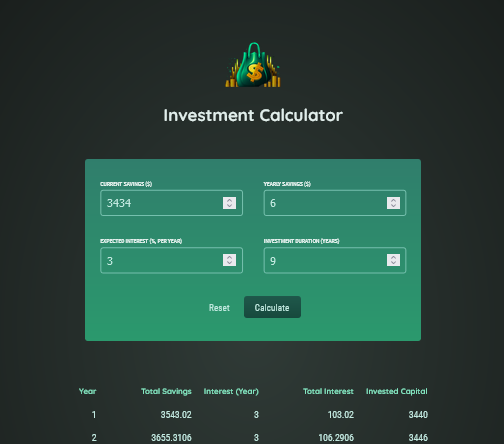 $
Investment Calculator
CURRENT SAVINGS ($) YEARLY SAVINGS ($)
3434 6
EXPECTED INTEREST (%, PER YEAR) INVESTMENT DURATION (YEARS)
3 9
Reset Calculate
Year Total Savings Interest (Year) Total Interest Invested Capital
1 3543.02 3 103.02 3440
2 3655.3106 3 106.2906 3446